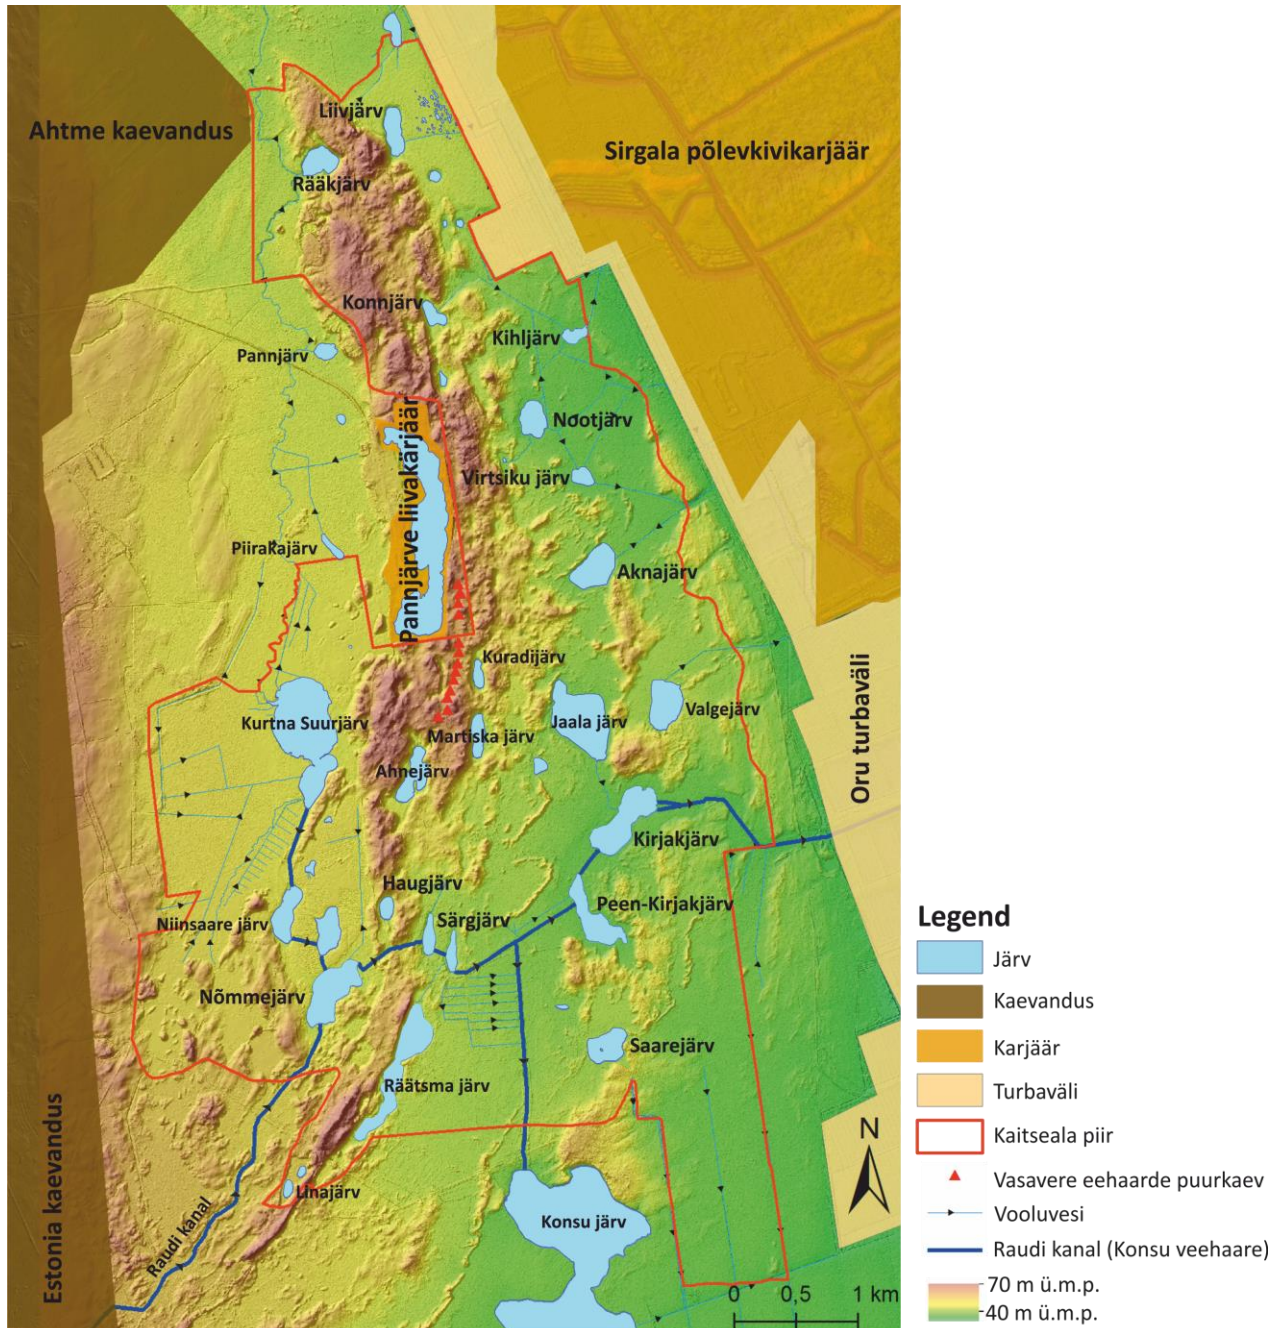 Ahtme kaevandus
Liivjärv
Sirgala põlevkivikarjäär
Rääkjärv
Konnjärv
Kihljärv
Pannjärv
Pannjärve liivakarjäär
Nootjärv
Virtsiku järv
Piirakajärv
Aknajärv
Kuradijärv
Kurtna Suurjärv
Martiska järv
Jaala järv
Valgejärv
Oru turbaväli
Ahnejärv
Kirjakjärv
Haugjärv
Särgjärv
Peen-Kirjakjärv
Niinsaare järv
Nõmmejärv
Saarejärv
Räätsma järv
Estonia kaevandus
Linajärv
Raudi kanal
Konsu järv
N
0 0,5 1 km
Legend
Järv
Kaevandus
Karjäär
Turbaväli
Kaitseala piir
Vasavere eehaarde puurkaev
Vooluvesi
Raudi kanal (Konsu veehaare)
70 m ü.m.p.
40 m ü.m.p.